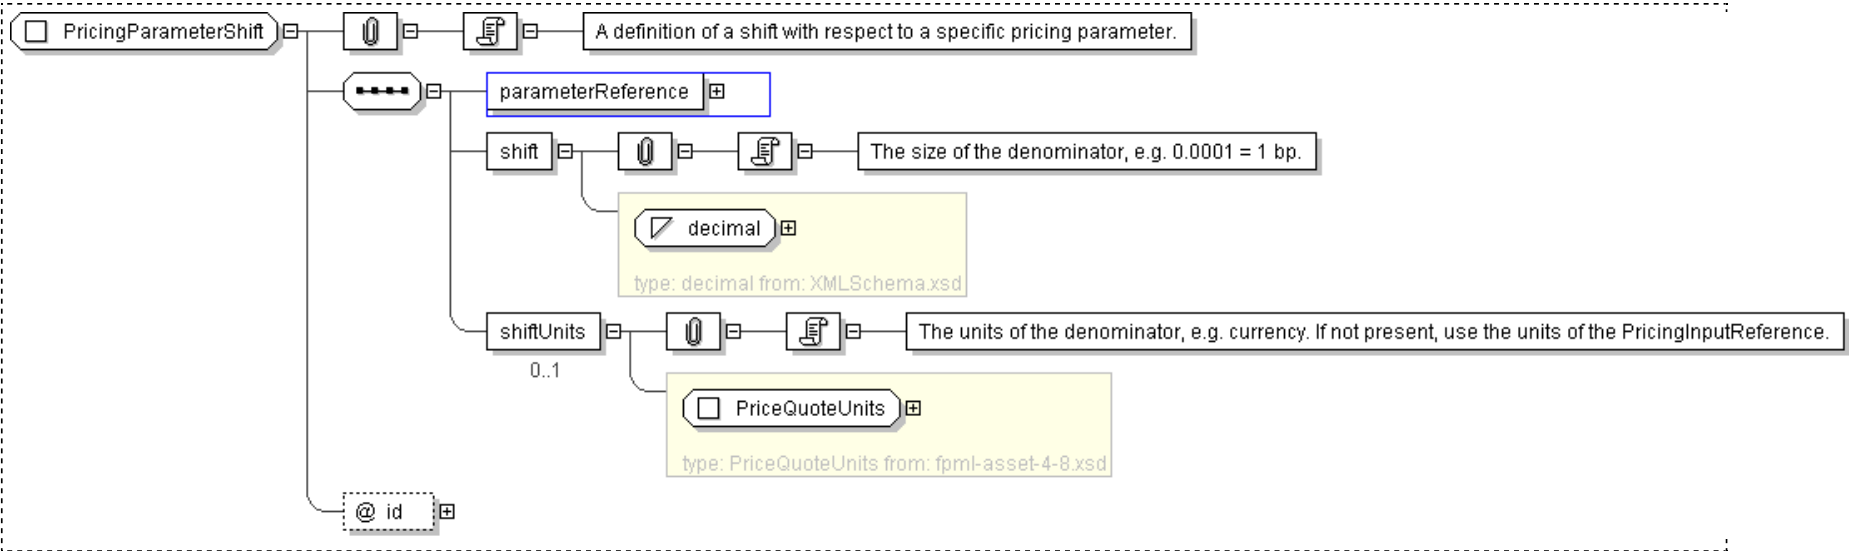 PricingParameterShift
A definition of a shift with respect to a specific pricing parameter.
parameterReference
shift
The size of the denominator, e.g. 0.0001 = 1 bp.
decimal
type: decimal from: XMLSchema.xsd
shiftUnits
The units of the denominator, e.g. currency. If not present, use the units of the PricingInputReference.
0..1
PriceQuoteUnits
type: PriceQuoteUnits from: fpml-asset-4-8.xsd
@ id